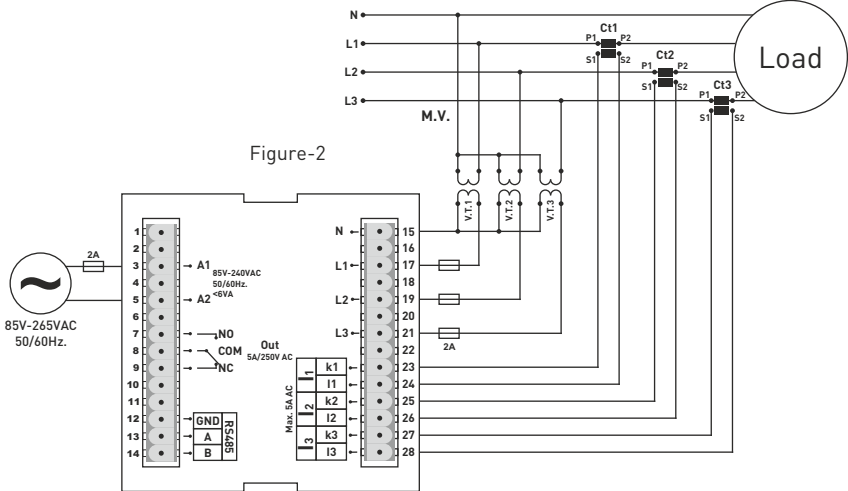 N
L1
L2
L3
M.V.
Ct1
P1 P2
S1 S2
Ct2
P1 P2
S1 S2
Ct3
P1 P2
S1 S2
Load
Figure-2
V.T.1
V.T.2
V.T.3
2A
85V-265VAC
50/60Hz.
1
2
3
4
5
6
7
8
9
10
11
12
13
14
A1
85V-240VAC
50/60Hz.
<6VA
A2
NO
COM
NC
Out
5A/250V AC
GND
A
B
RS485
N
L1
L2
L3
Max. 5A AC
I1
k1
l1
I2
k2
l2
I3
k3
l3
15
16
17
18
19
20
21
22
23
24
25
26
27
28
2A